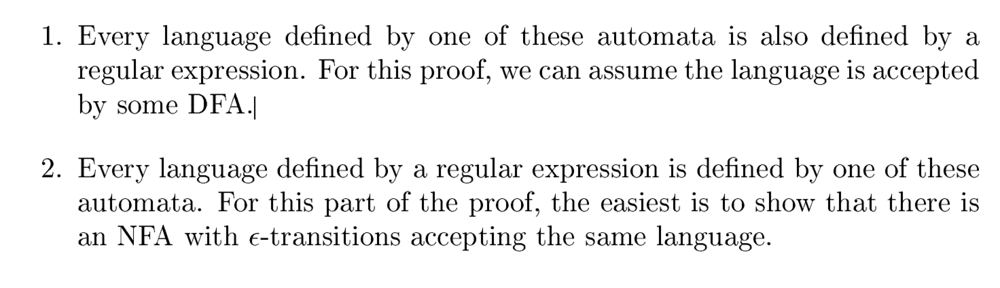 1. Every language defined by one of these automata is also defined by a
regular expression. For this proof, we can assume the language is accepted
by some DFA.|
2. Every language defined by a regular expression is defined by one of these
automata. For this part of the proof, the easiest is to show that there is
an NFA with ϵ-transitions accepting the same language.